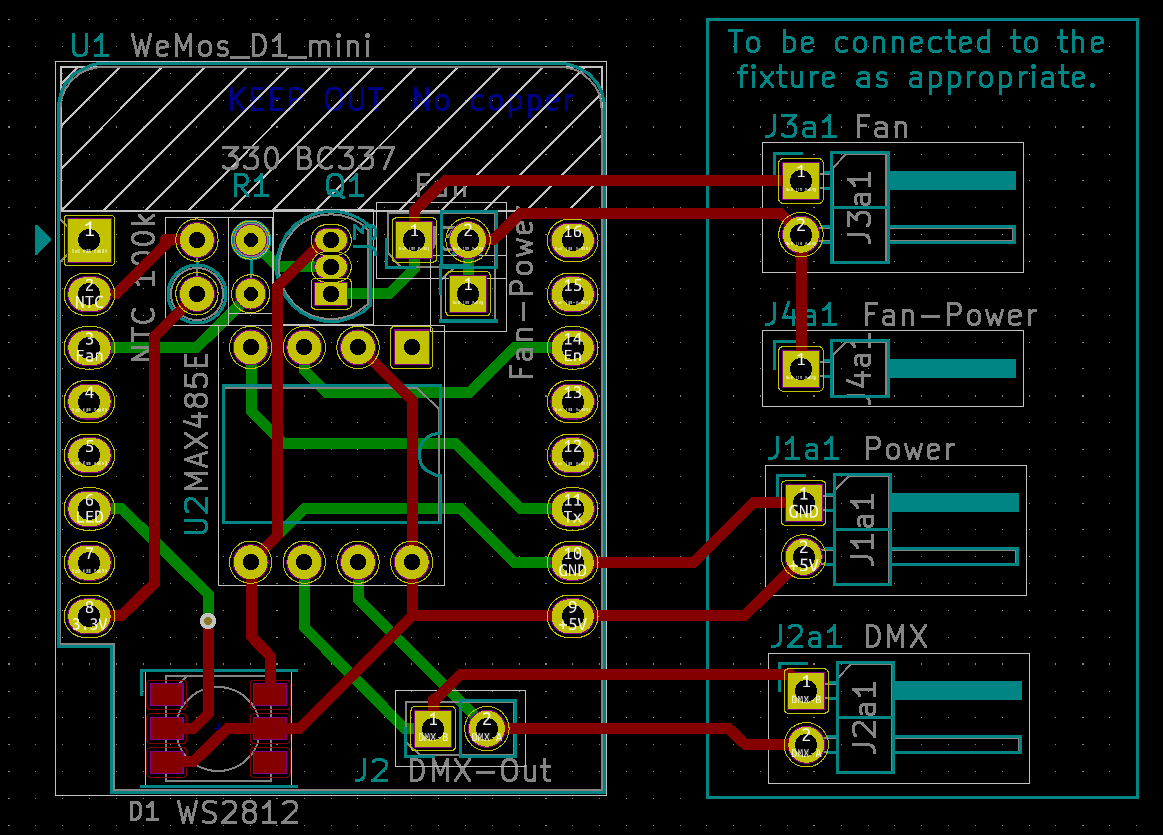 U1 WeMos_D1_mini
To be connected to the
fixture as appropriate.
KEEP OUT No copper
330 BC337
R1 Q1 Fan
J3a1 Fan
1
J3a1
2
NTC 100k
1
2
NTC
3
Fan
4
5
6
LED
7
8
3.3V
1
2
1
Fan-Power
16
15
14
En
13
12
11
Tx
10
GND
9
+5V
U2 MAX485E
J4a1 Fan-Power
1
J4a1
J1a1 Power
1
GND
2
+5V
J1a1
J2a1 DMX
1
DMX-B
2
DMX-A
J2a1
1
DMX-B
2
DMX-A
J2 DMX-Out
D1 WS2812